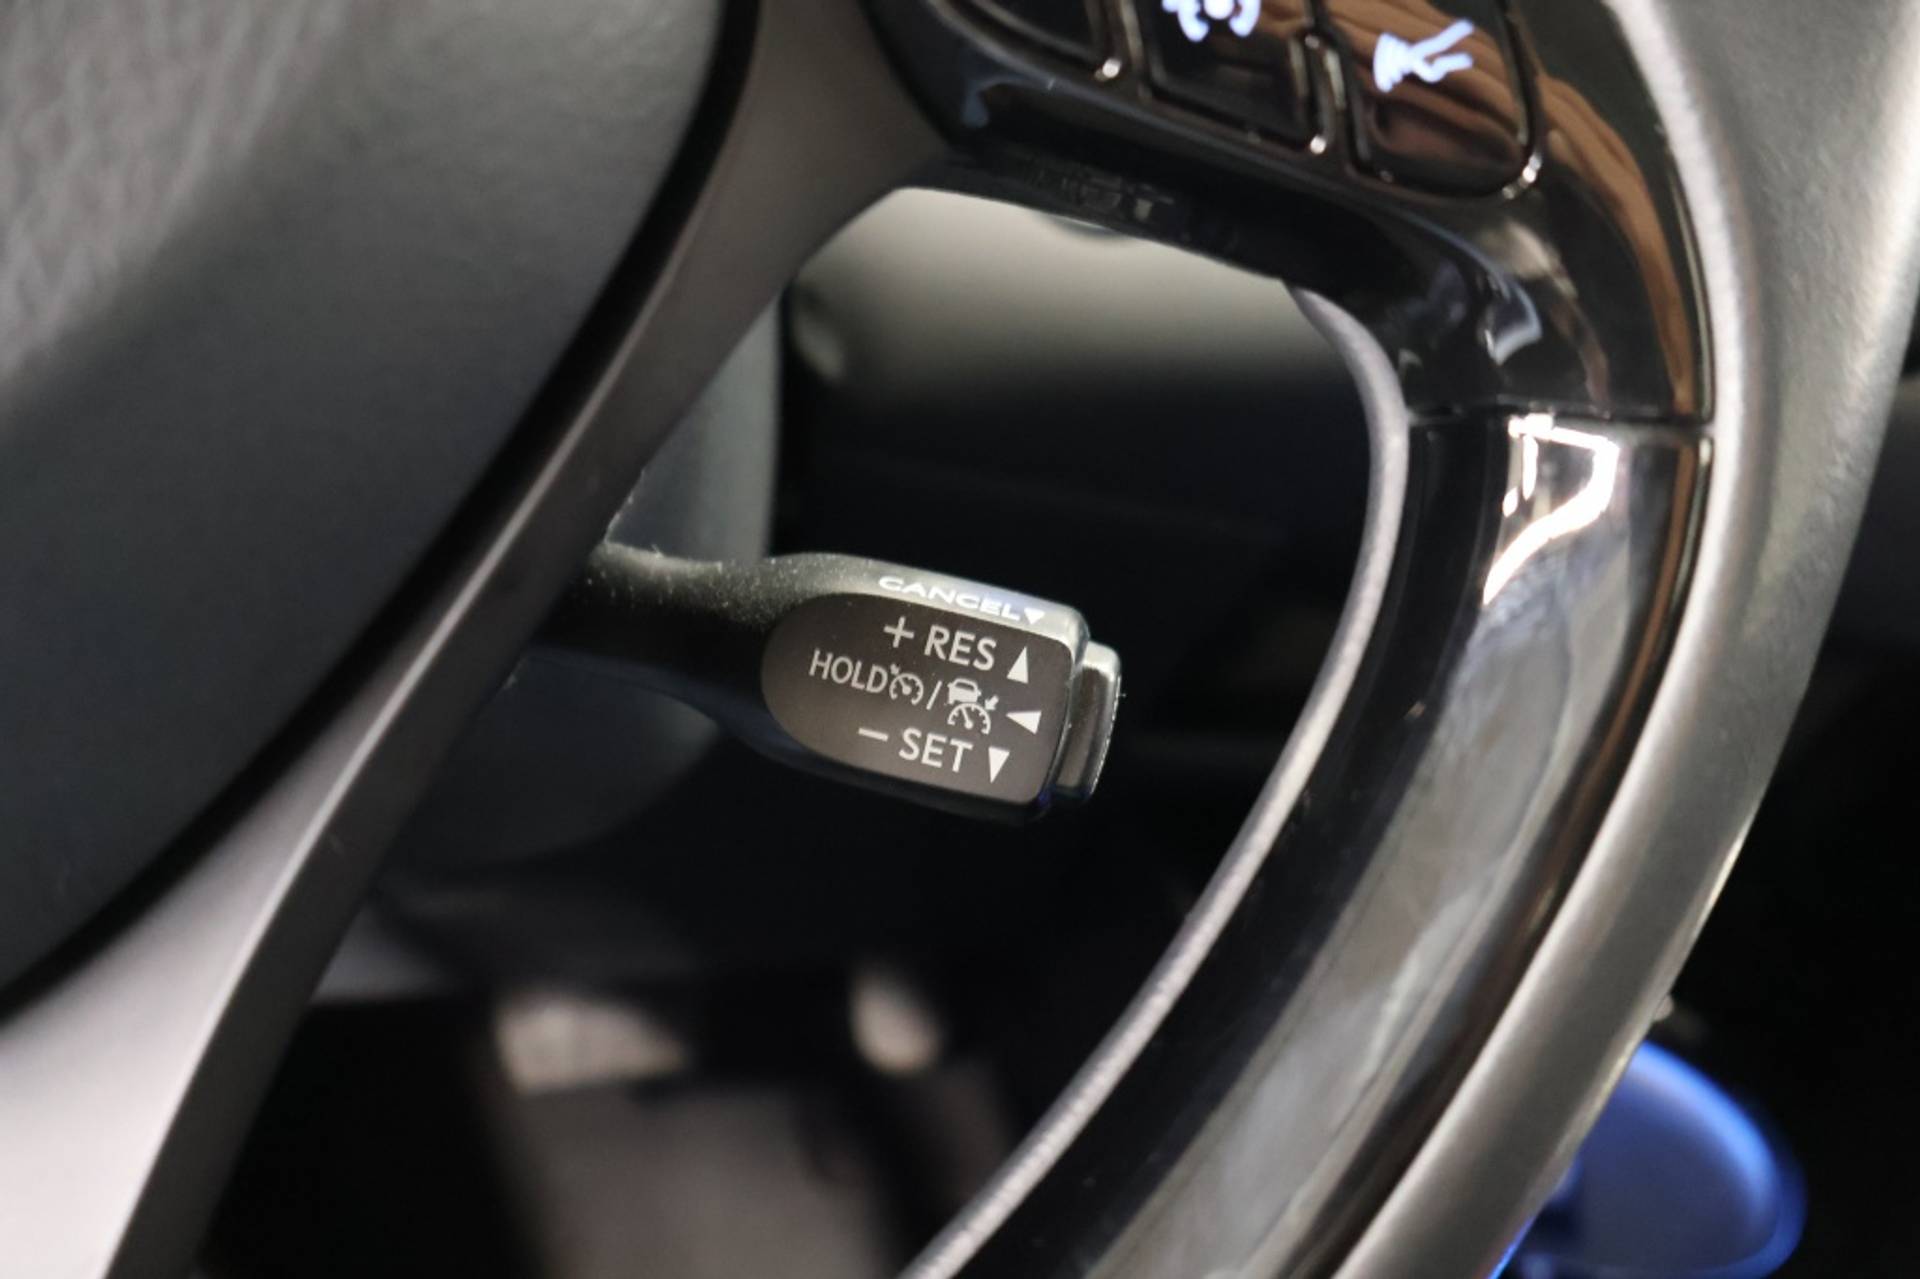 CANCEL
+ RES
HOLD /
− SET